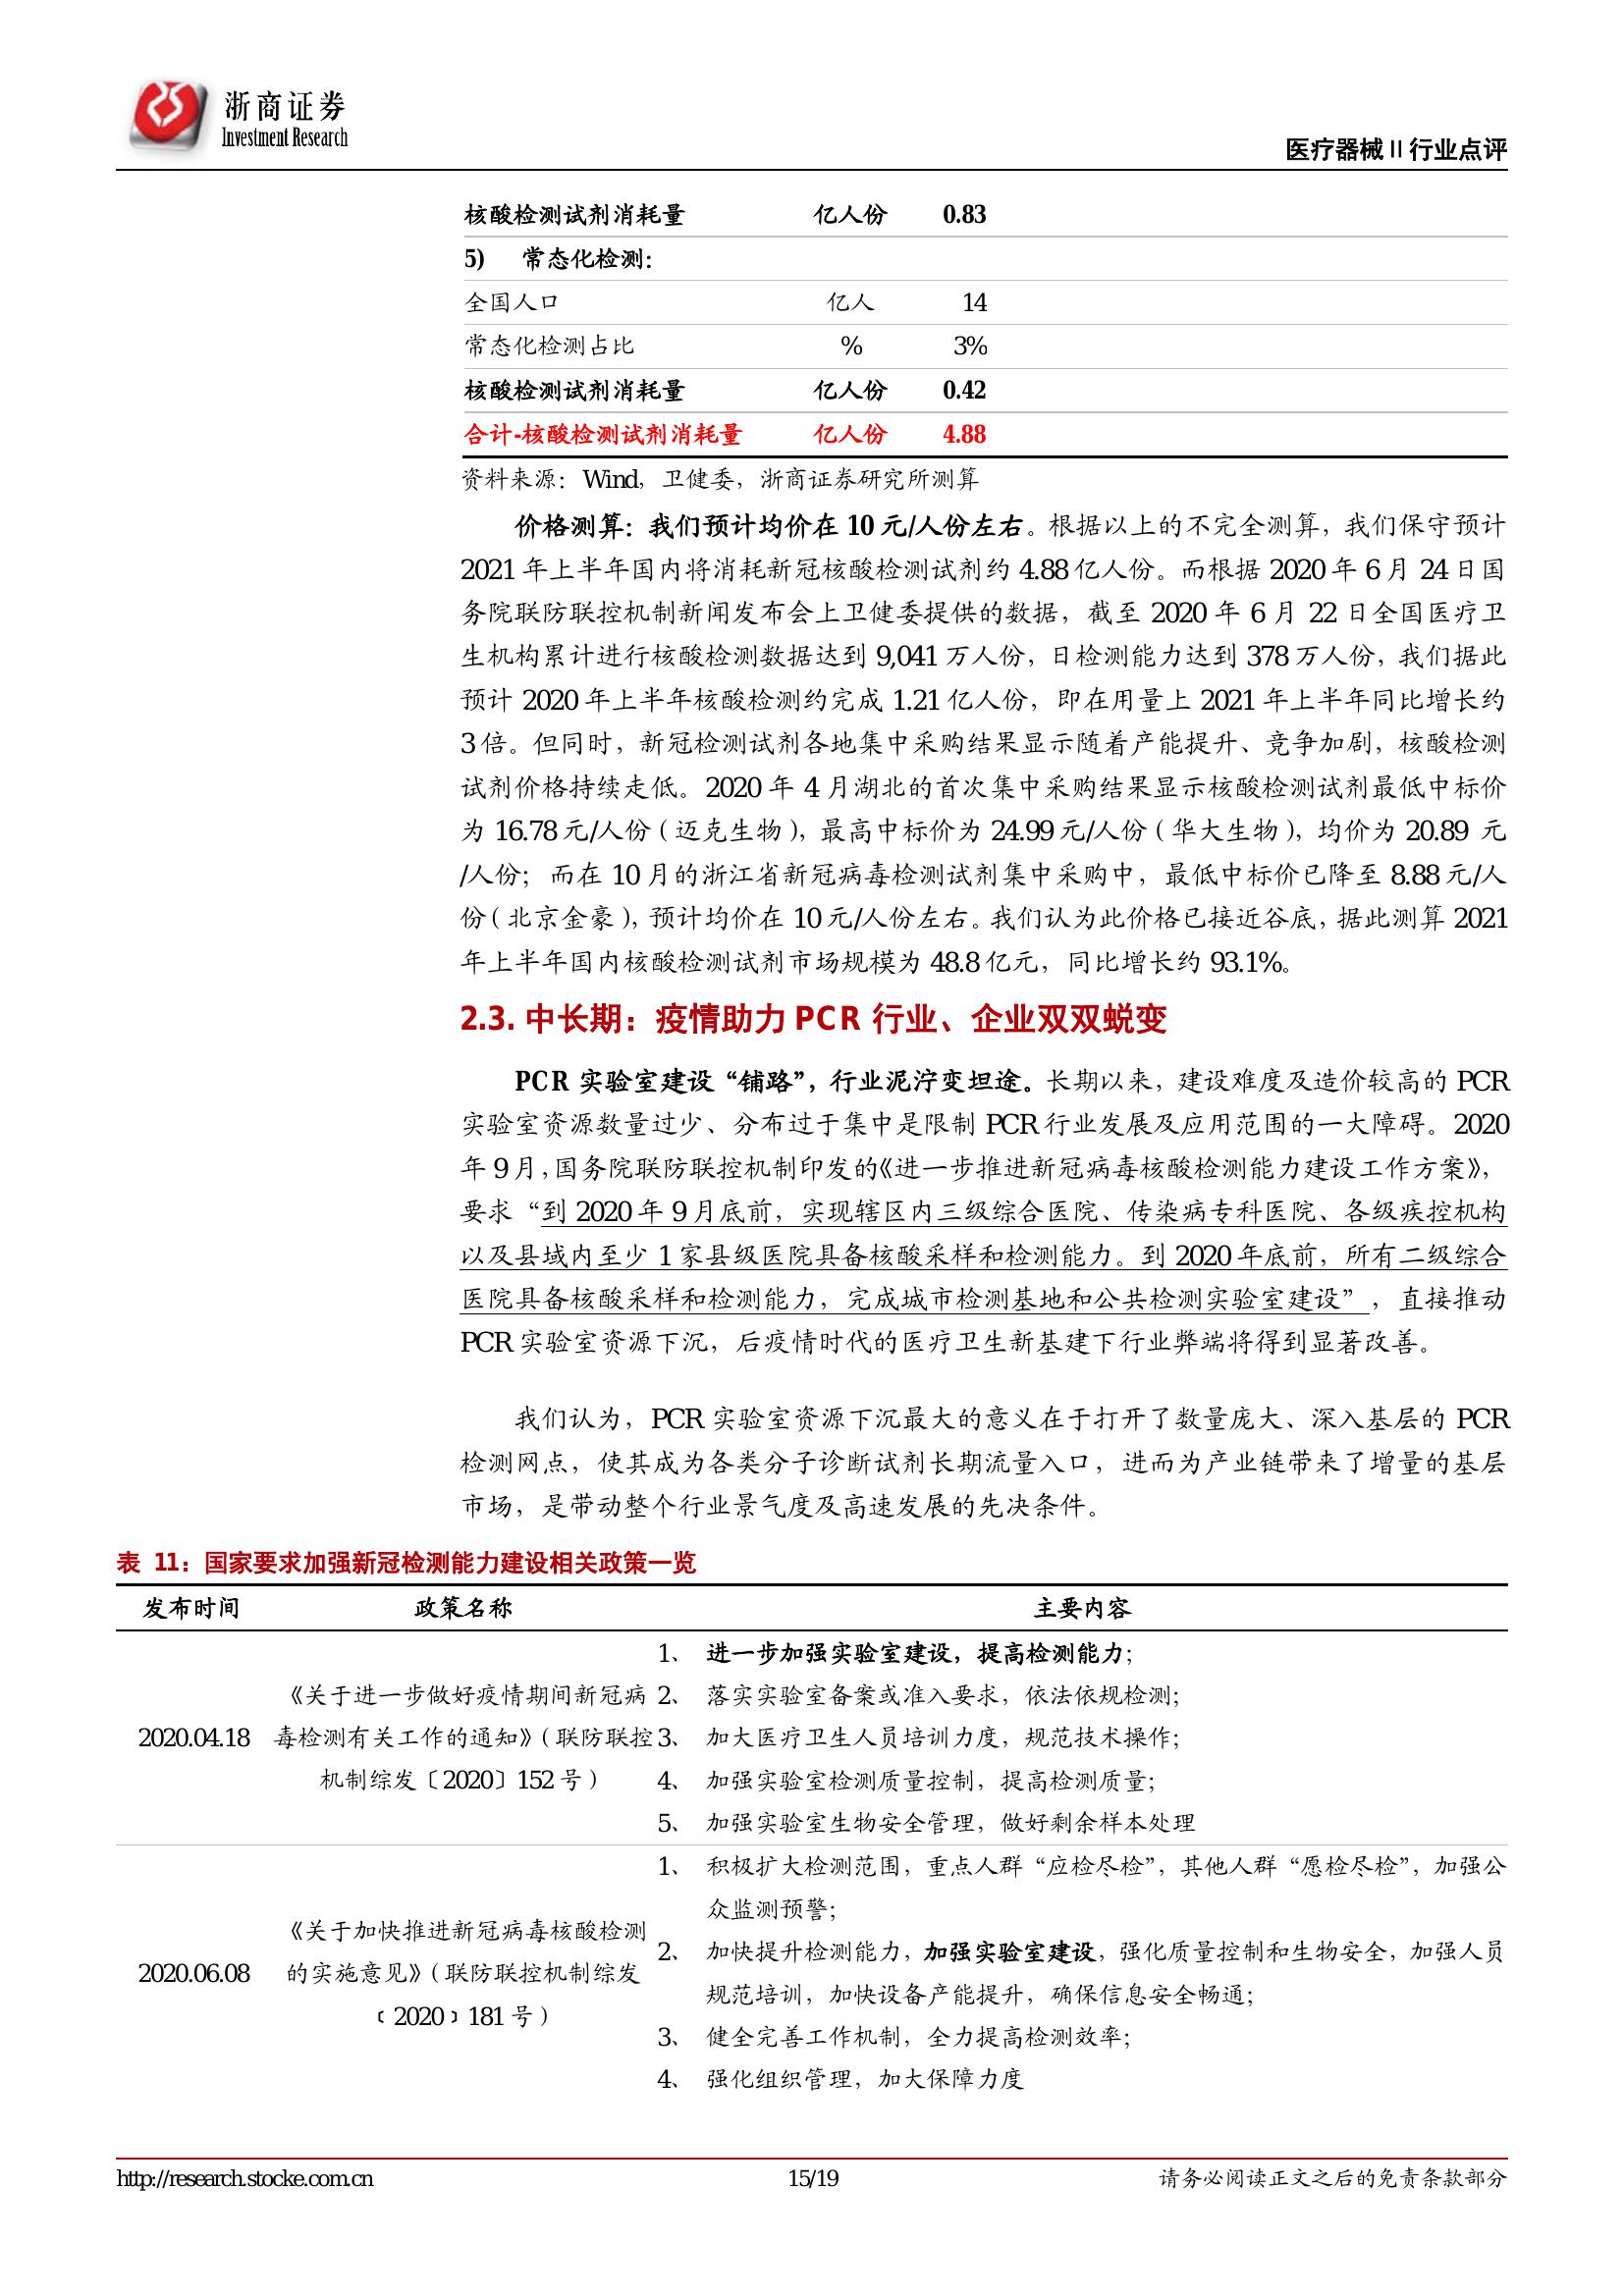 浙商证券
Investment Research
医疗器械Ⅱ行业点评
核酸检测试剂消耗量 亿人份 0.83
5) 常态化检测：
全国人口 亿人 14
常态化检测占比 % 3%
核酸检测试剂消耗量 亿人份 0.42
合计-核酸检测试剂消耗量 亿人份 4.88
资料来源：Wind，卫健委，浙商证券研究所测算
价格测算：我们预计均价在 10 元/人份左右。根据以上的不完全测算，我们保守预计
2021 年上半年国内将消耗新冠核酸检测试剂约 4.88 亿人份。而根据 2020 年 6 月 24 日国
务院联防联控机制新闻发布会上卫健委提供的数据，截至 2020 年 6 月 22 日全国医疗卫
生机构累计进行核酸检测数据达到 9,041 万人份，日检测能力达到 378 万人份，我们据此
预计 2020 年上半年核酸检测约完成 1.21 亿人份，即在用量上 2021 年上半年同比增长约
3 倍。但同时，新冠检测试剂各地集中采购结果显示随着产能提升、竞争加剧，核酸检测
试剂价格持续走低。2020 年 4 月湖北的首次集中采购结果显示核酸检测试剂最低中标价
为 16.78 元/人份（迈克生物），最高中标价为 24.99 元/人份（华大生物），均价为 20.89 元
/人份；而在 10 月的浙江省新冠病毒检测试剂集中采购中，最低中标价已降至 8.88 元/人
份（北京金豪），预计均价在 10 元/人份左右。我们认为此价格已接近谷底，据此测算 2021
年上半年国内核酸检测试剂市场规模为 48.8 亿元，同比增长约 93.1%。
2.3. 中长期：疫情助力 PCR 行业、企业双双蜕变
PCR 实验室建设“铺路”，行业泥泞变坦途。长期以来，建设难度及造价较高的 PCR
实验室资源数量过少、分布过于集中是限制 PCR 行业发展及应用范围的一大障碍。2020
年 9 月，国务院联防联控机制印发的《进一步推进新冠病毒核酸检测能力建设工作方案》，
要求“到 2020 年 9 月底前，实现辖区内三级综合医院、传染病专科医院、各级疾控机构
以及县域内至少 1 家县级医院具备核酸采样和检测能力。到 2020 年底前，所有二级综合
医院具备核酸采样和检测能力，完成城市检测基地和公共检测实验室建设”，直接推动
PCR 实验室资源下沉，后疫情时代的医疗卫生新基建下行业弊端将得到显著改善。
我们认为，PCR 实验室资源下沉最大的意义在于打开了数量庞大、深入基层的 PCR
检测网点，使其成为各类分子诊断试剂长期流量入口，进而为产业链带来了增量的基层
市场，是带动整个行业景气度及高速发展的先决条件。
表 11：国家要求加强新冠检测能力建设相关政策一览
发布时间 政策名称 主要内容
1、 进一步加强实验室建设，提高检测能力；
《关于进一步做好疫情期间新冠病 2、 落实实验室备案或准入要求，依法依规检测；
2020.04.18 毒检测有关工作的通知》（联防联控 3、 加大医疗卫生人员培训力度，规范技术操作；
机制综发〔2020〕152 号） 4、 加强实验室检测质量控制，提高检测质量；
5、 加强实验室生物安全管理，做好剩余样本处理
1、 积极扩大检测范围，重点人群“应检尽检”，其他人群“愿检尽检”，加强公
众监测预警；
《关于加快推进新冠病毒核酸检测
2、 加快提升检测能力，加强实验室建设，强化质量控制和生物安全，加强人员
2020.06.08 的实施意见》（联防联控机制综发
规范培训，加快设备产能提升，确保信息安全畅通；
﹝2020﹞181 号）
3、 健全完善工作机制，全力提高检测效率；
4、 强化组织管理，加大保障力度
http://research.stocke.com.cn 15/19 请务必阅读正文之后的免责条款部分